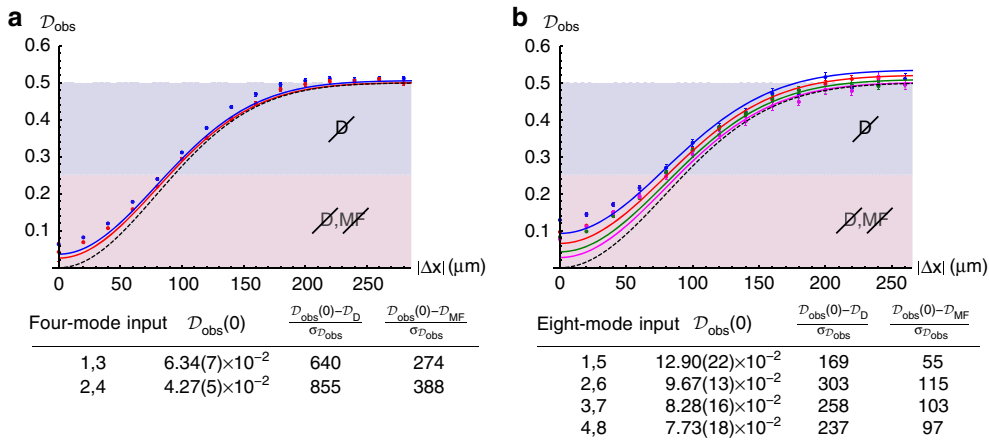 a
𝒟obs
0.6
0.5
0.4
0.3
0.2
0.1
D
D,MF
0 50 100 150 200 250
|Δx| (μm)
Four-mode input 𝒟obs(0) 𝒟obs(0)−𝒟D/σ𝒟obs 𝒟obs(0)−𝒟MF/σ𝒟obs
1,3 6.34(7)×10⁻² 640 274
2,4 4.27(5)×10⁻² 855 388
b
𝒟obs
0.6
0.5
0.4
0.3
0.2
0.1
D
D,MF
0 50 100 150 200 250
|Δx| (μm)
Eight-mode input 𝒟obs(0) 𝒟obs(0)−𝒟D/σ𝒟obs 𝒟obs(0)−𝒟MF/σ𝒟obs
1,5 12.90(22)×10⁻² 169 55
2,6 9.67(13)×10⁻² 303 115
3,7 8.28(16)×10⁻² 258 103
4,8 7.73(18)×10⁻² 237 97